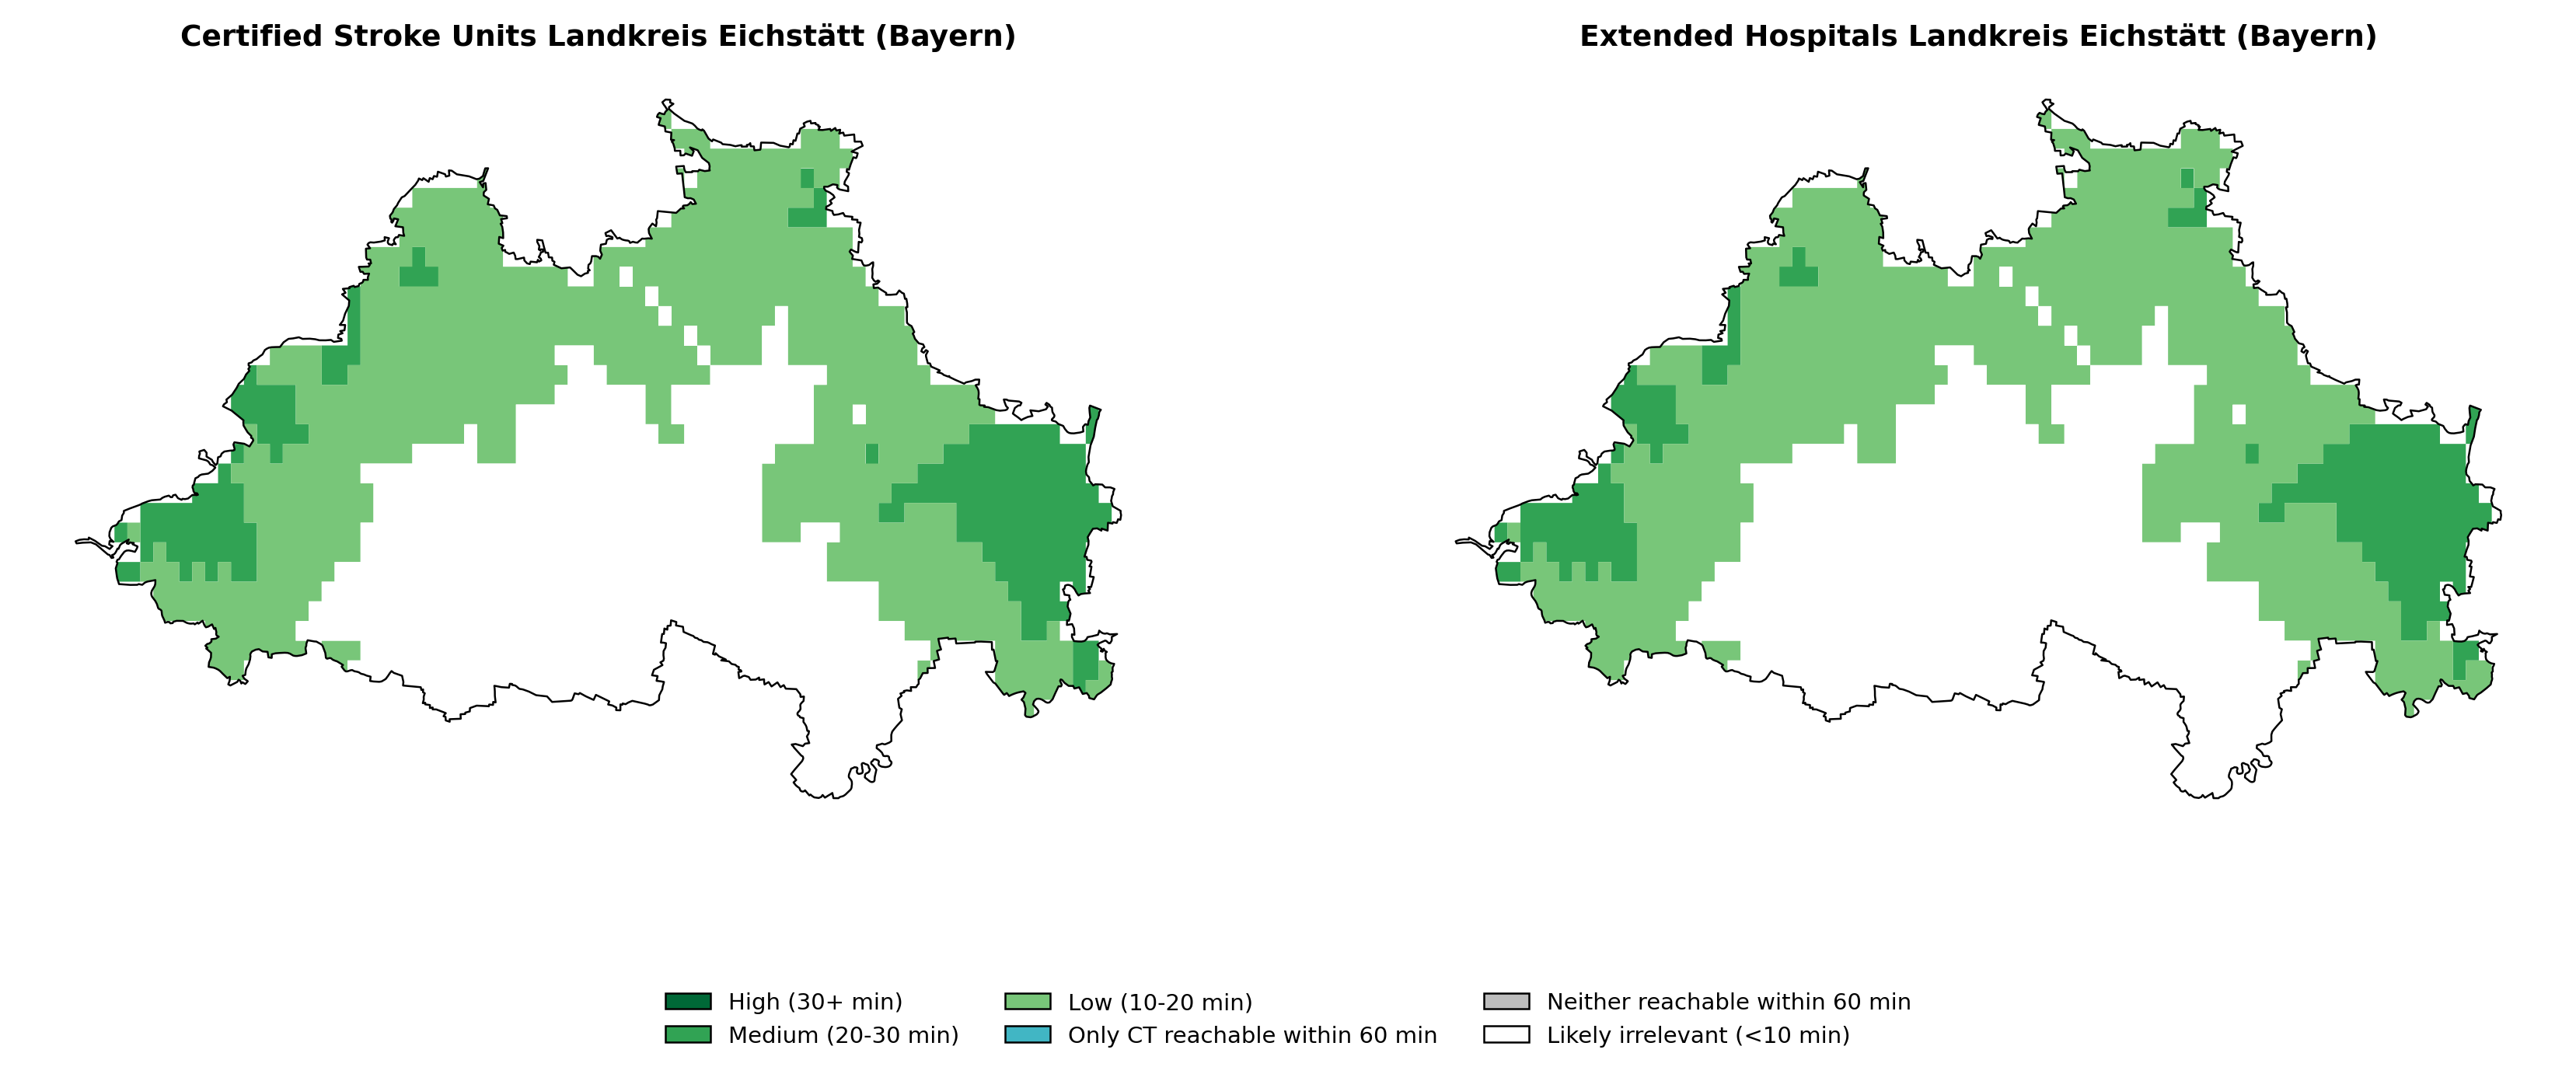 Certified Stroke Units Landkreis Eichstätt (Bayern)
Extended Hospitals Landkreis Eichstätt (Bayern)
High (30+ min)
Medium (20-30 min)
Low (10-20 min)
Only CT reachable within 60 min
Neither reachable within 60 min
Likely irrelevant (<10 min)